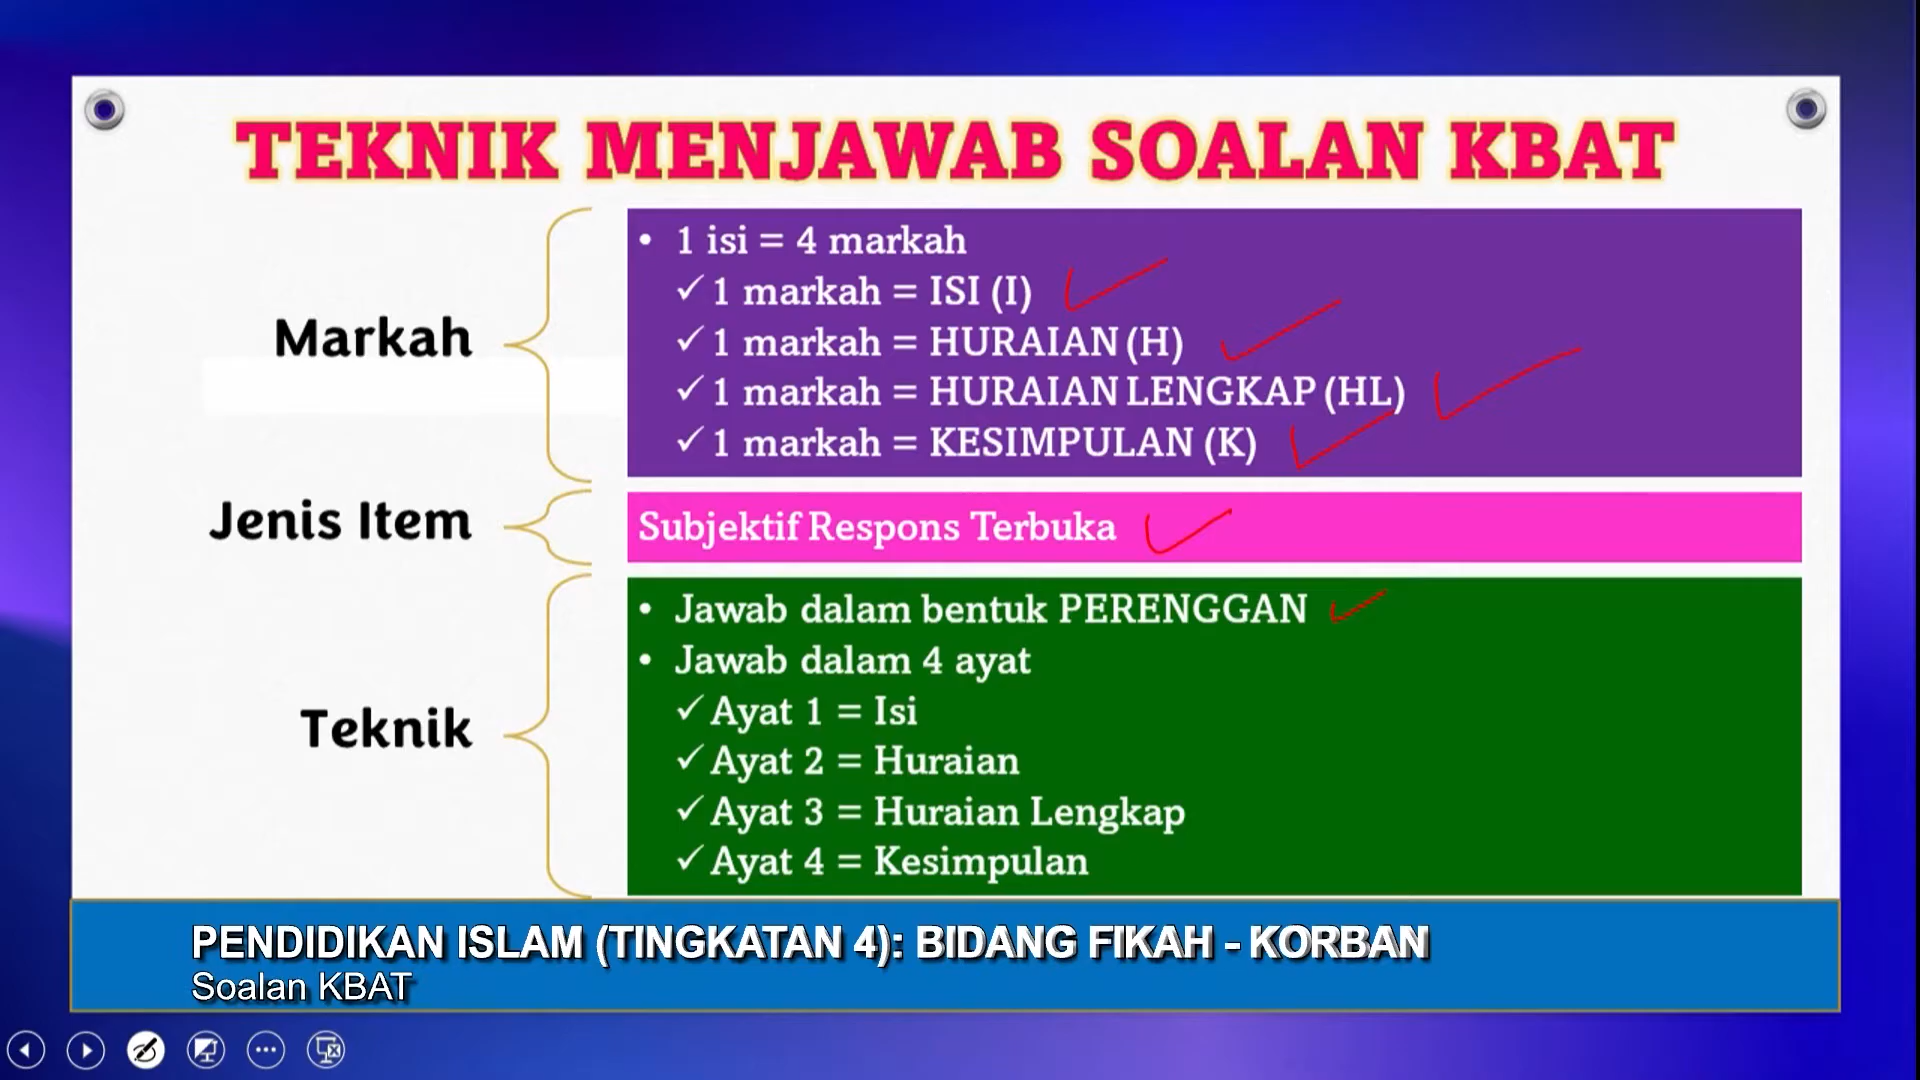 TEKNIK MENJAWAB SOALAN KBAT
Markah
• 1 isi = 4 markah
✓ 1 markah = ISI (I)
✓ 1 markah = HURAIAN (H)
✓ 1 markah = HURAIAN LENGKAP (HL)
✓ 1 markah = KESIMPULAN (K)
Jenis Item
Subjektif Respons Terbuka
Teknik
• Jawab dalam bentuk PERENGGAN
• Jawab dalam 4 ayat
✓ Ayat 1 = Isi
✓ Ayat 2 = Huraian
✓ Ayat 3 = Huraian Lengkap
✓ Ayat 4 = Kesimpulan
PENDIDIKAN ISLAM (TINGKATAN 4): BIDANG FIKAH - KORBAN
Soalan KBAT